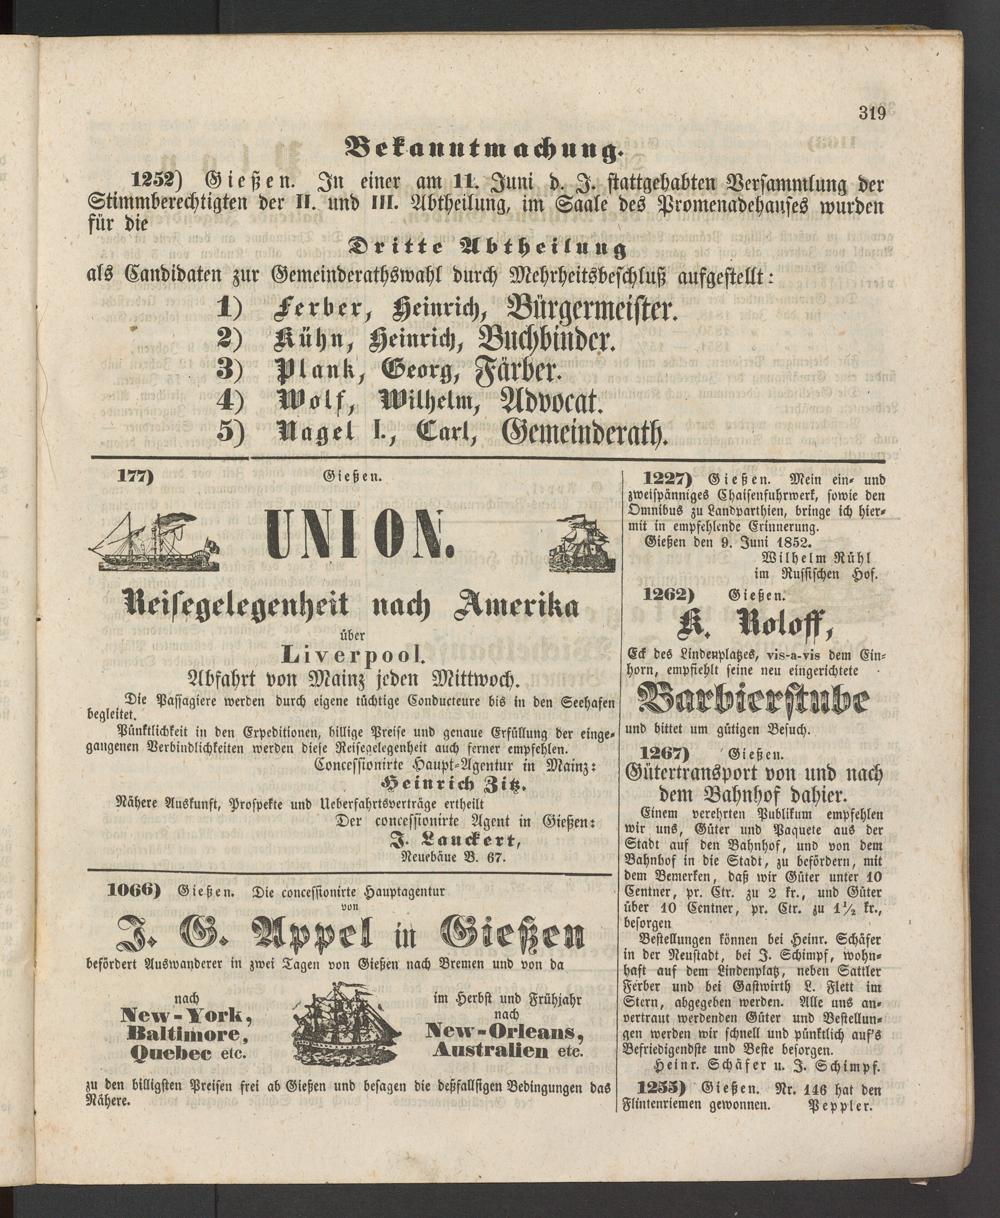 319
Bekanntmachung.
1252) Gießen. In einer am 11. Juni d. J. stattgehabten Versammlung der
Stimmberechtigten der II. und III. Abtheilung, im Saale des Promenadehauses wurden
für die
Dritte Abtheilung
als Candidaten zur Gemeinderathswahl durch Mehrheitsbeschluß aufgestellt:
1) Ferber, Heinrich, Bürgermeister.
2) Kühn, Heinrich, Buchbinder.
3) Plank, Georg, Färber.
4) Wolf, Wilhelm, Advocat.
5) Nagel I., Carl, Gemeinderath.
177) Gießen.
UNION.
Reisegelegenheit nach Amerika
über
Liverpool.
Abfahrt von Mainz jeden Mittwoch.
Die Passagiere werden durch eigene tüchtige Conducteure bis in den Seehafen
begleitet.
Pünktlichkeit in den Expeditionen, billige Preise und genaue Erfüllung der einge-
gangenen Verbindlichkeiten werden diese Reisegelegenheit auch ferner empfehlen.
Concessionirte Haupt-Agentur in Mainz:
Heinrich Zitz.
Nähere Auskunft, Prospekte und Ueberfahrtsverträge ertheilt
Der concessionirte Agent in Gießen:
J. Lauckert,
Neuebäue B. 67.
1066) Gießen. Die concessionirte Hauptagentur
von
J. G. Appel in Gießen
befördert Auswanderer in zwei Tagen von Gießen nach Bremen und von da
nach
New-York,
Baltimore,
Quebec etc.
im Herbst und Frühjahr
nach
New-Orleans,
Australien etc.
zu den billigsten Preisen frei ab Gießen und besagen die deßfallsigen Bedingungen das
Nähere.
1227) Gießen. Mein ein- und
zweispänniges Chaisenfuhrwerk, sowie den
Omnibus zu Landparthien, bringe ich hier-
mit in empfehlende Erinnerung.
Gießen den 9. Juni 1852.
Wilhelm Rühl
im Russischen Hof.
1262) Gießen.
K. Roloff,
Eck des Lindenplatzes, vis-a-vis dem Ein-
horn, empfiehlt seine neu eingerichtete
Barbierstube
und bittet um gütigen Besuch.
1267) Gießen.
Gütertransport von und nach
dem Bahnhof dahier.
Einem verehrten Publikum empfehlen
wir uns, Güter und Paquete aus der
Stadt auf den Bahnhof, und von dem
Bahnhof in die Stadt, zu befördern, mit
dem Bemerken, daß wir Güter unter 10
Centner, pr. Ctr. zu 2 kr., und Güter
über 10 Centner, pr. Ctr. zu 1½ kr.,
besorgen
Bestellungen können bei Heinr. Schäfer
in der Neustadt, bei J. Schimpf, wohn-
haft auf dem Lindenplatz, neben Sattler
Ferber und bei Gastwirth L. Flett im
Stern, abgegeben werden. Alle uns an-
vertraut werdenden Güter und Bestellun-
gen werden wir schnell und pünktlich auf's
Befriedigendste und Beste besorgen.
Heinr. Schäfer u. J. Schimpf.
1255) Gießen. Nr. 146 hat den
Flintenriemen gewonnen. Peppler.